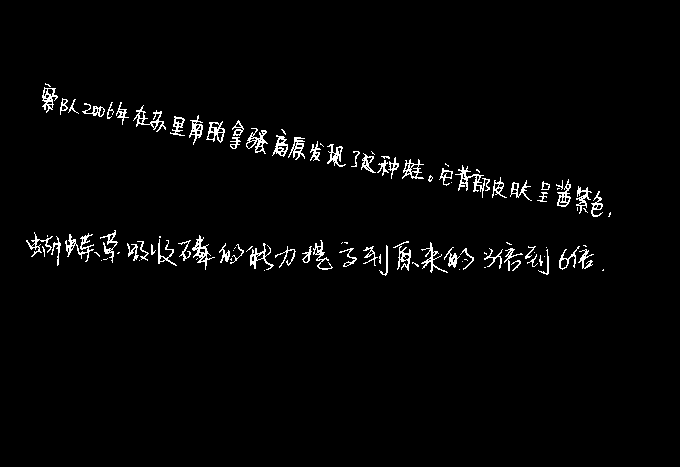 察队2006年在苏里南的拿骚高原发现了这种蛙。它背部皮肤呈酱紫色,
蝴蝶草吸收磷的能力提高到原来的3倍到6倍.